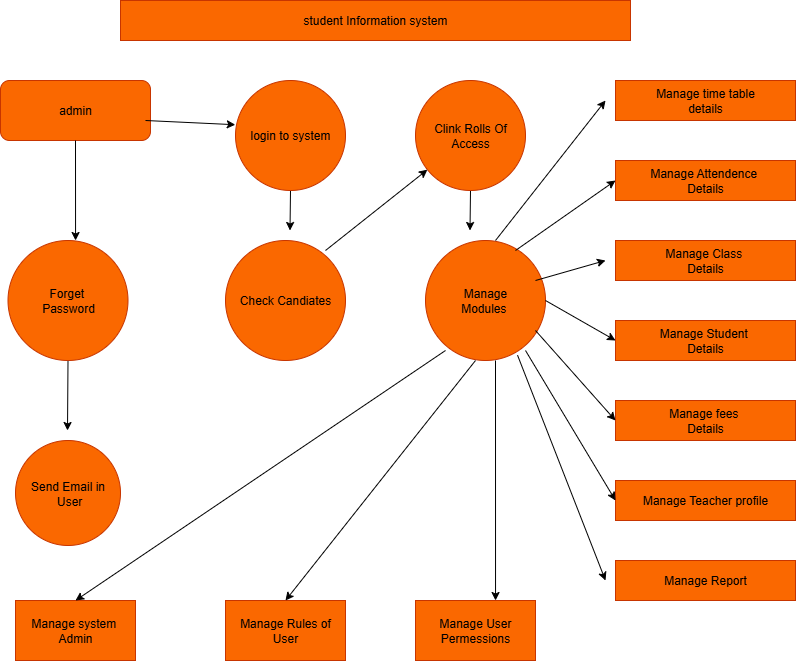 student Information system
admin
login to system
Clink Rolls Of
Access
Manage time table
details
Manage Attendence
Details
Manage Class
Details
Forget
Password
Check Candiates
Manage
Modules
Manage Student
Details
Manage fees
Details
Send Email in
User
Manage Teacher profile
Manage Report
Manage system
Admin
Manage Rules of
User
Manage User
Permessions